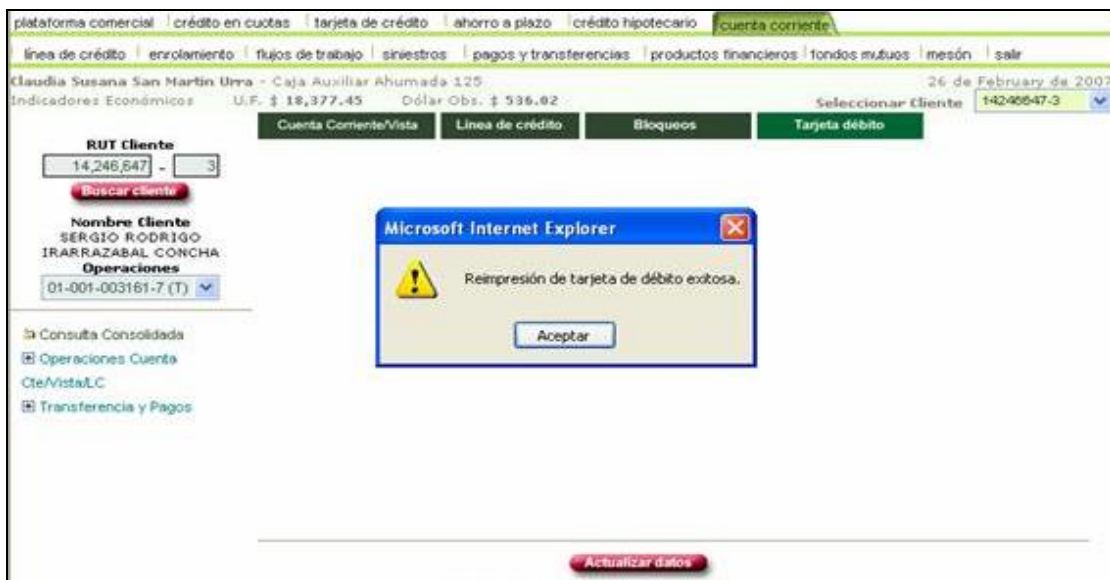 plataforma comercial crédito en cuotas tarjeta de crédito ahorro a plazo crédito hipotecario cuenta corriente
línea de crédito enrolamiento flujos de trabajo siniestros pagos y transferencias productos financieros fondos mutuos mesón salir
Claudia Susana San Martin Urra - Caja Auxiliar Ahumada 125 26 de February de 2007
Indicadores Económicos U.F. $ 18,377.45 Dólar Obs. $ 536.02 Seleccionar Cliente 14246647-3
Cuenta Corriente/Vista Línea de crédito Bloqueos Tarjeta débito
RUT Cliente
14,246,647 - 3
Buscar cliente
Nombre Cliente
SERGIO RODRIGO
IRARRAZABAL CONCHA
Operaciones
01-001-003161-7 (T)
Consulta Consolidada
Operaciones Cuenta
Cte/Vista/LC
Transferencia y Pagos
Microsoft Internet Explorer
Reimpresión de tarjeta de débito exitosa.
Aceptar
Actualizar datos